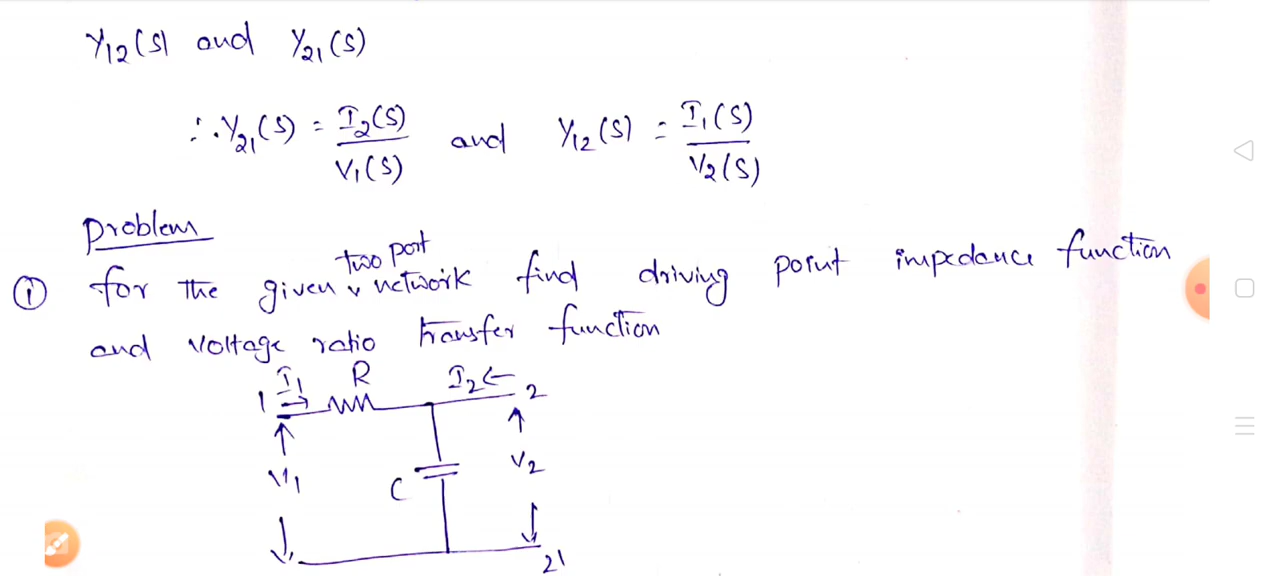 Y12(S) and Y21(S)
∴ Y21(S) = I2(S) / V1(S) and Y12(S) = I1(S) / V2(S)
Problem
two port
① for the given network find driving point impedance function
and voltage ratio transfer function
I1 R I2 ←
1 2
V1 C V2
21